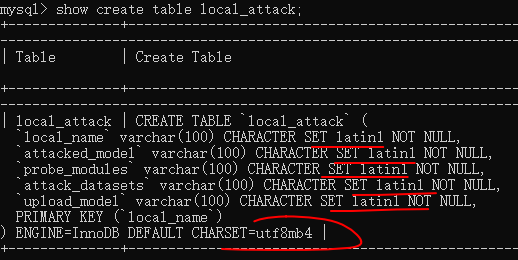 mysql> show create table local_attack;
+--------------+---------------------------------------------------
---------------------------------------------------------------------
| Table        | Create Table
+--------------+---------------------------------------------------
---------------------------------------------------------------------
| local_attack | CREATE TABLE `local_attack` (
`local_name` varchar(100) CHARACTER SET latin1 NOT NULL,
`attacked_model` varchar(100) CHARACTER SET latin1 NOT NULL,
`probe_modules` varchar(100) CHARACTER SET latin1 NOT NULL,
`attack_datasets` varchar(100) CHARACTER SET latin1 NOT NULL,
`upload_model` varchar(100) CHARACTER SET latin1 NOT NULL,
PRIMARY KEY (`local_name`)
) ENGINE=InnoDB DEFAULT CHARSET=utf8mb4 |
+--------------+---------------------------------------------------